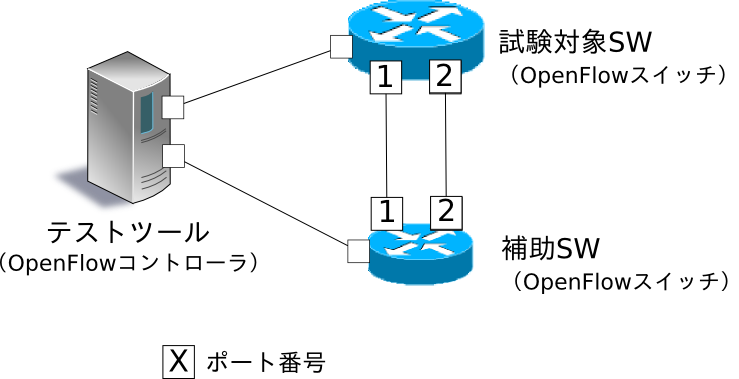 試験対象SW
（OpenFlowスイッチ）
1 2
1 2
テストツール
（OpenFlowコントローラ）
補助SW
（OpenFlowスイッチ）
X ポート番号